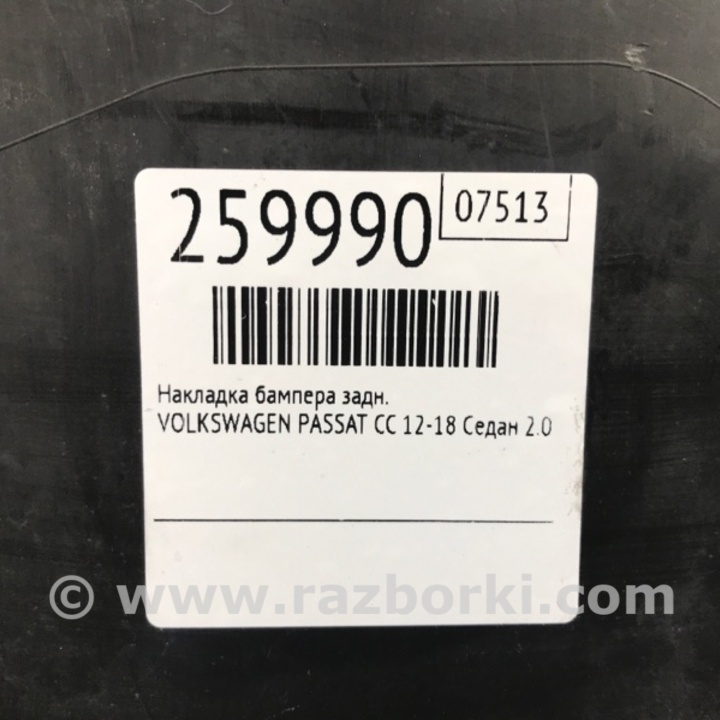 259990
07513
Накладка бампера задн.
VOLKSWAGEN PASSAT CC 12-18 Седан 2.0
© www.razborki.com